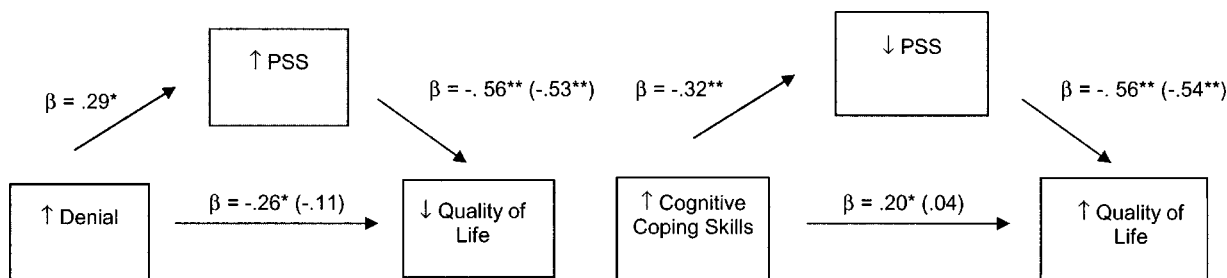 ↑ PSS
β = .29*
β = -. 56** (-.53**)
↑ Denial
β = -.26* (-.11)
↓ Quality of
Life
↓ PSS
β = -.32**
β = -. 56** (-.54**)
↑ Cognitive
Coping Skills
β = .20* (.04)
↑ Quality of
Life